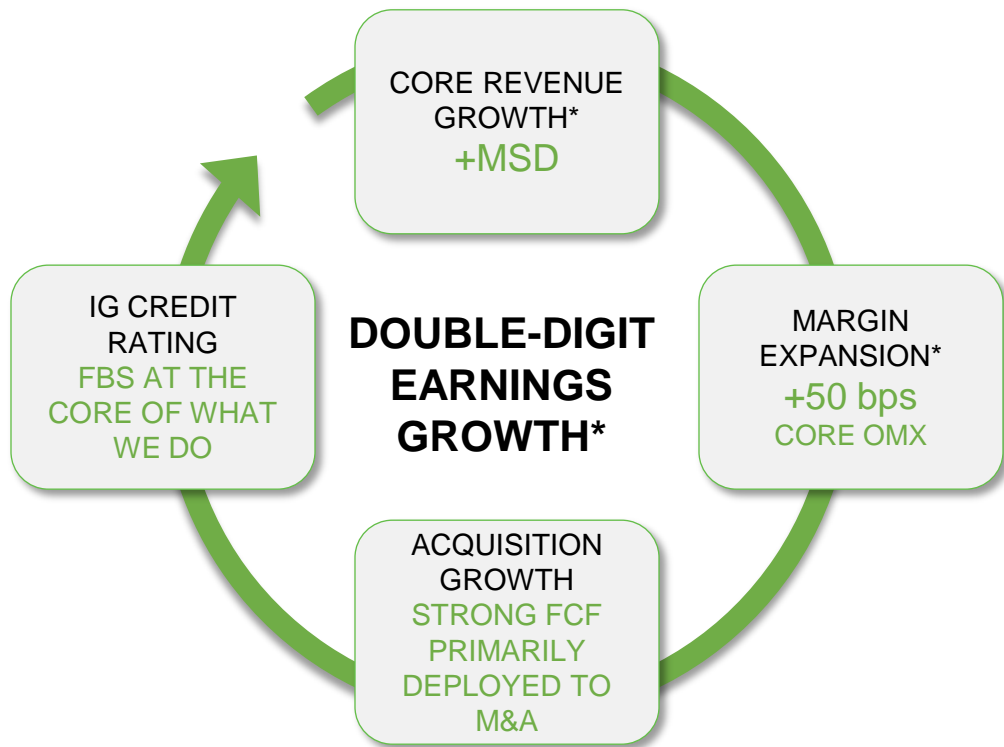 CORE REVENUE
GROWTH*
+MSD
MARGIN
EXPANSION*
+50 bps
CORE OMX
ACQUISITION
GROWTH
STRONG FCF
PRIMARILY
DEPLOYED TO
M&A
IG CREDIT
RATING
FBS AT THE
CORE OF WHAT
WE DO
DOUBLE-DIGIT
EARNINGS
GROWTH*